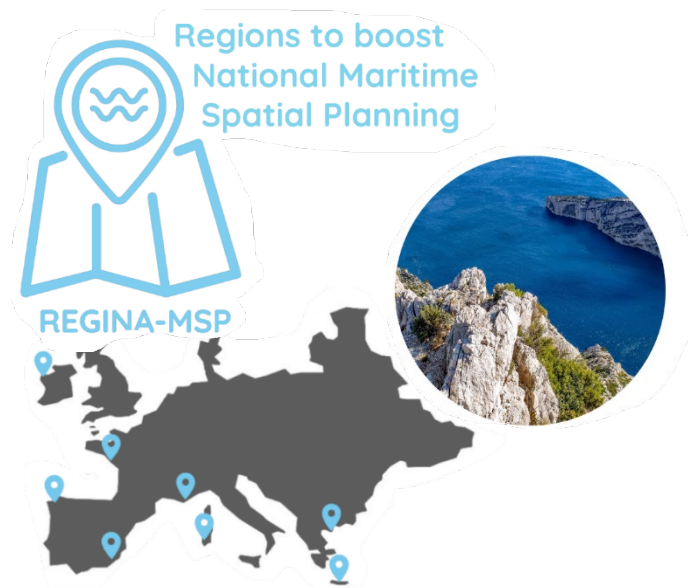 Regions to boost
National Maritime
Spatial Planning
REGINA-MSP